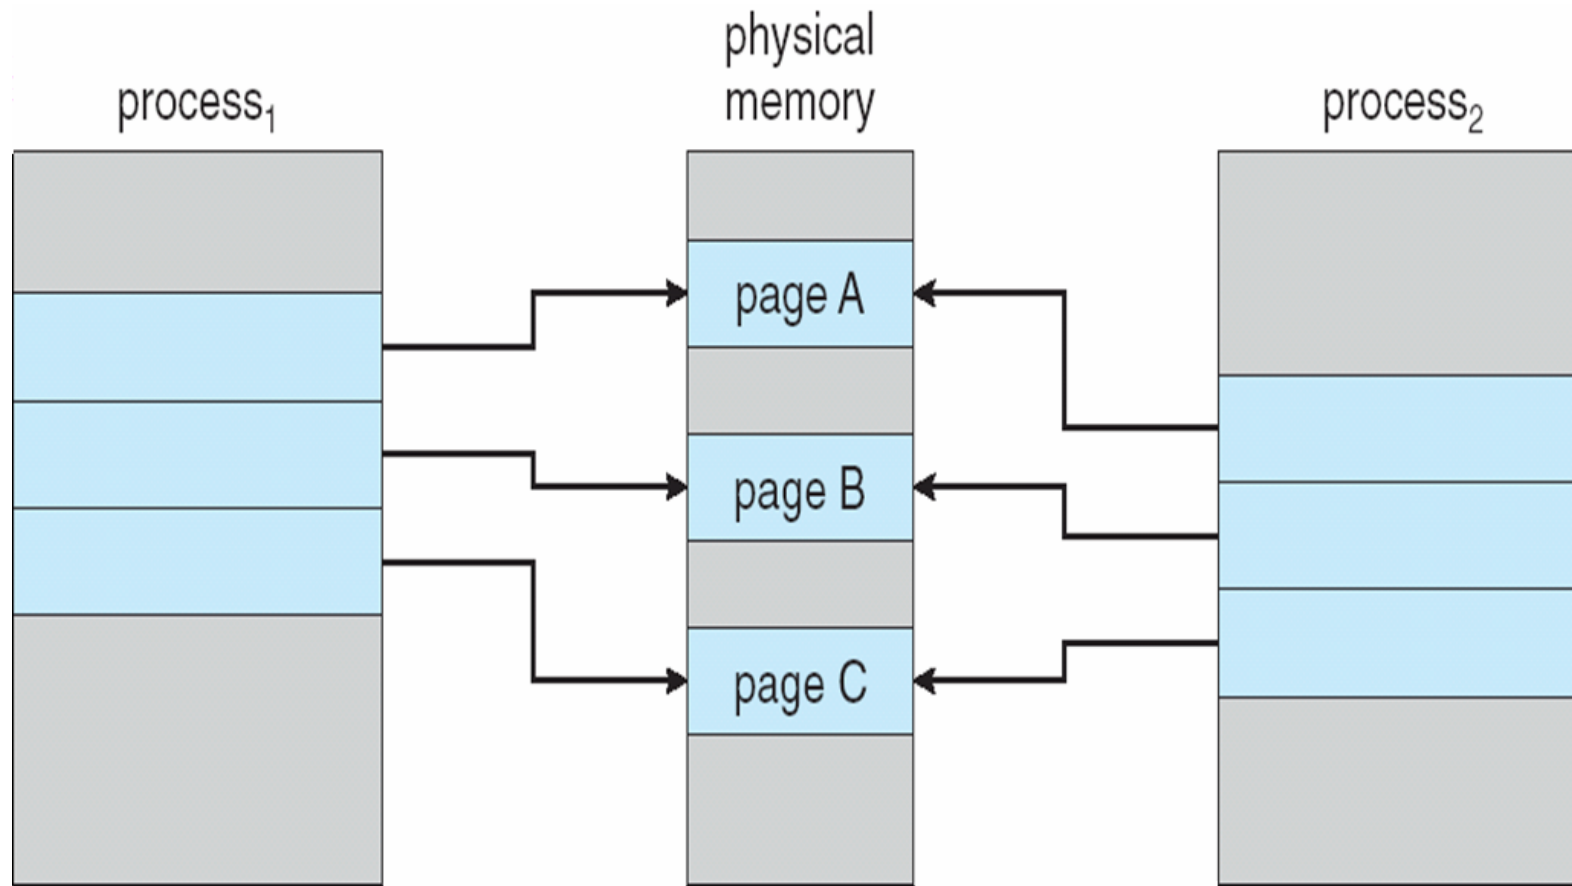 physical
memory
process₁
process₂
page A
page B
page C